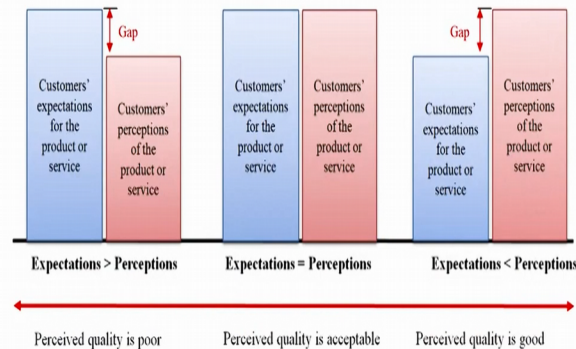 Gap
Customers'
expectations
for the
product or
service
Customers'
perceptions
of the
product or
service
Customers'
expectations
for the
product or
service
Customers'
perceptions
of the
product or
service
Gap
Customers'
expectations
for the
product or
service
Customers'
perceptions
of the
product or
service
Expectations > Perceptions
Expectations = Perceptions
Expectations < Perceptions
Perceived quality is poor
Perceived quality is acceptable
Perceived quality is good